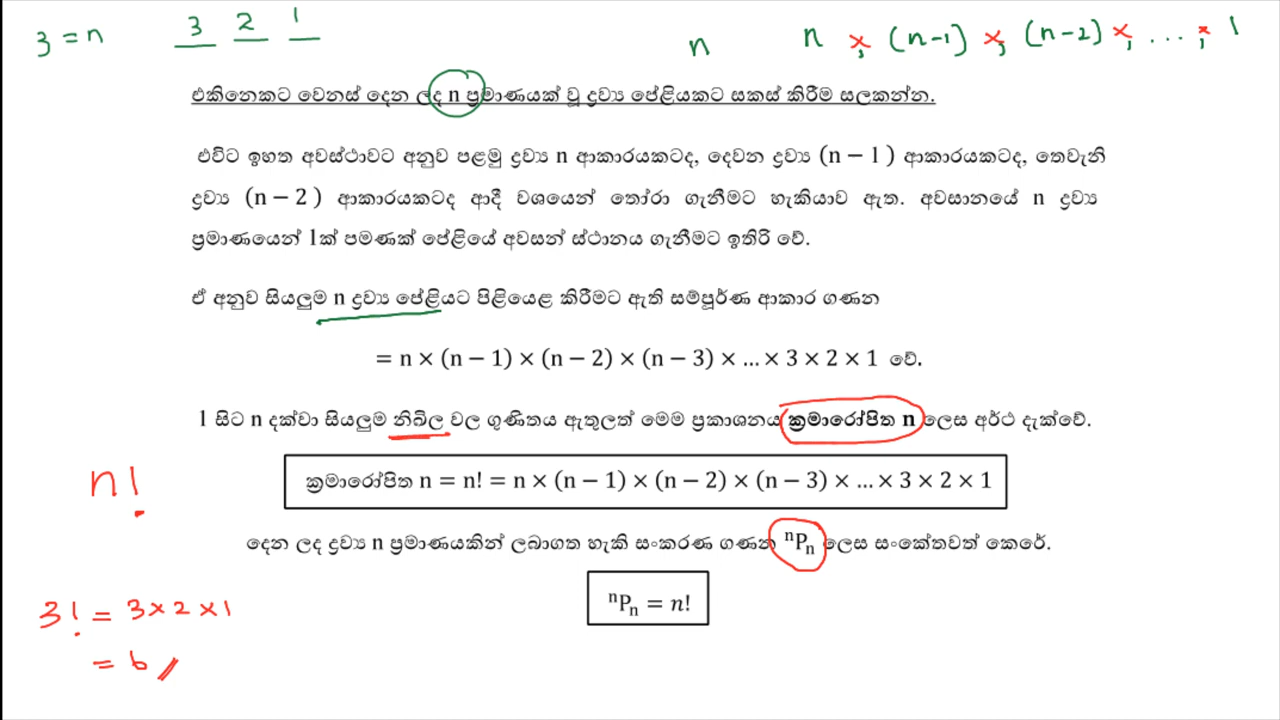 3 = n 3 2 1 n n ×, (n-1) ×, (n-2) ×, ... ×, 1
එකිනෙකට වෙනස් දෙන ලද n ප්‍රමාණයක් වූ ද්‍රව්‍ය පේළියකට සකස් කිරීම සලකන්න.
එවිට ඉහත අවස්ථාවට අනුව පළමු ද්‍රව්‍ය n ආකාරයකටද, දෙවන ද්‍රව්‍ය (n − 1 ) ආකාරයකටද, තෙවැනි
ද්‍රව්‍ය (n − 2 ) ආකාරයකටද ආදී වශයෙන් තෝරා ගැනීමට හැකියාව ඇත. අවසානයේ n ද්‍රව්‍ය
ප්‍රමාණයෙන් 1ක් පමණක් පේළියේ අවසන් ස්ථානය ගැනීමට ඉතිරි වේ.
ඒ අනුව සියලුම n ද්‍රව්‍ය පේළියට පිළියෙළ කිරීමට ඇති සම්පූර්ණ ආකාර ගණන
= n × (n − 1) × (n − 2) × (n − 3) × ... × 3 × 2 × 1 වේ.
1 සිට n දක්වා සියලුම නිඛිල වල ගුණිතය ඇතුලත් මෙම ප්‍රකාශනය ක්‍රමාරෝපිත n ලෙස අර්ථ දැක්වේ.
n!
ක්‍රමාරෝපිත n = n! = n × (n − 1) × (n − 2) × (n − 3) × ... × 3 × 2 × 1
දෙන ලද ද්‍රව්‍ය n ප්‍රමාණයකින් ලබාගත හැකි සංකරණ ගණන ⁿPₙ ලෙස සංකේතවත් කෙරේ.
ⁿPₙ = n!
3! = 3 × 2 × 1
= 6